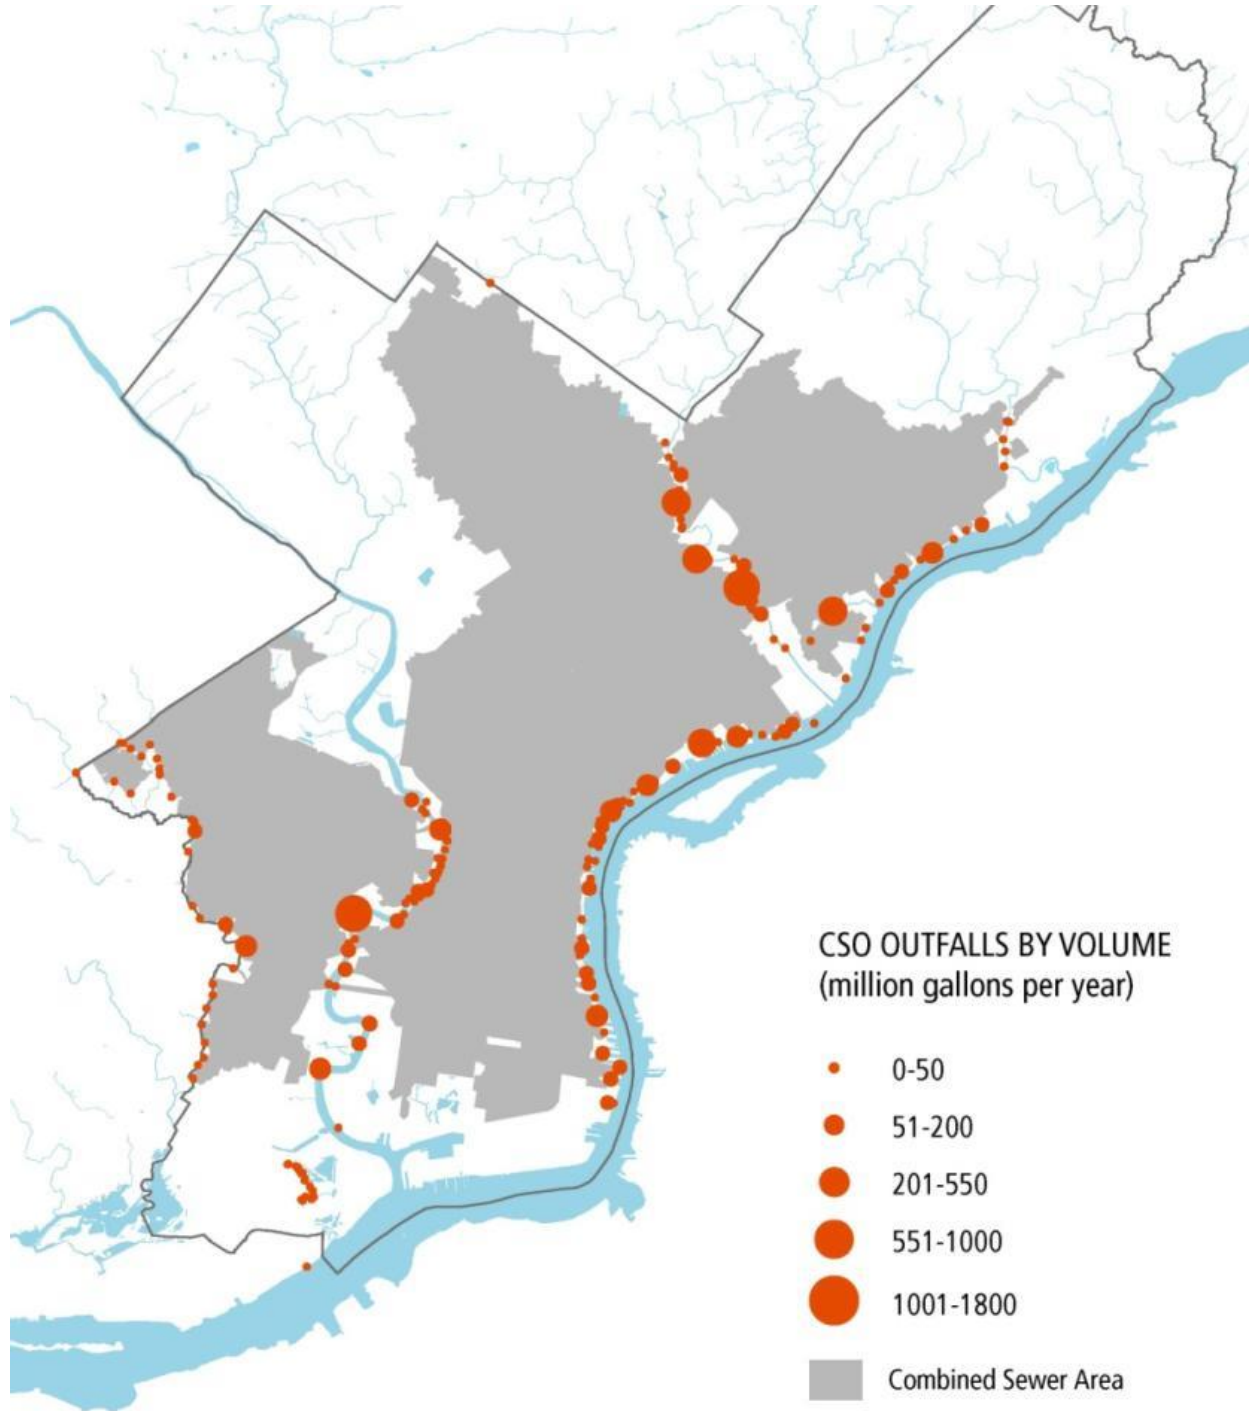 CSO OUTFALLS BY VOLUME
(million gallons per year)
0-50
51-200
201-550
551-1000
1001-1800
Combined Sewer Area